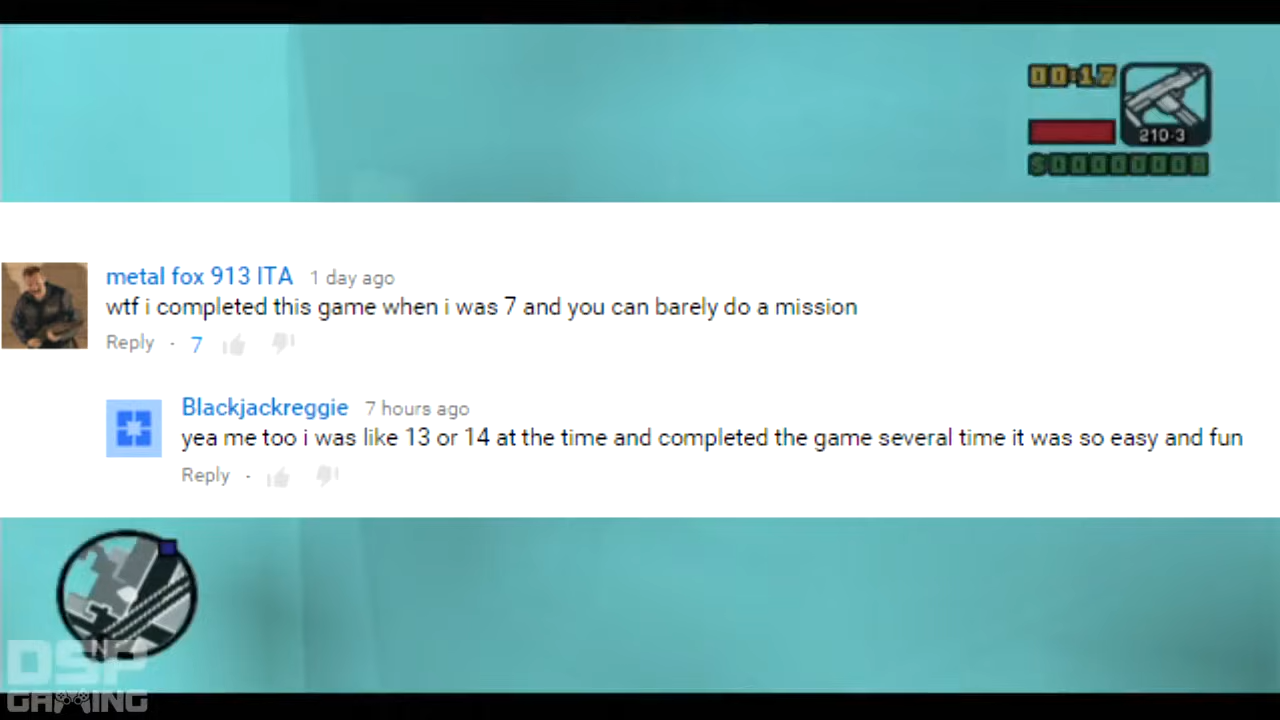 00:17
210-3
$00000008
metal fox 913 ITA 1 day ago
wtf i completed this game when i was 7 and you can barely do a mission
Reply · 7
Blackjackreggie 7 hours ago
yea me too i was like 13 or 14 at the time and completed the game several time it was so easy and fun
Reply ·
DSP
GAMING